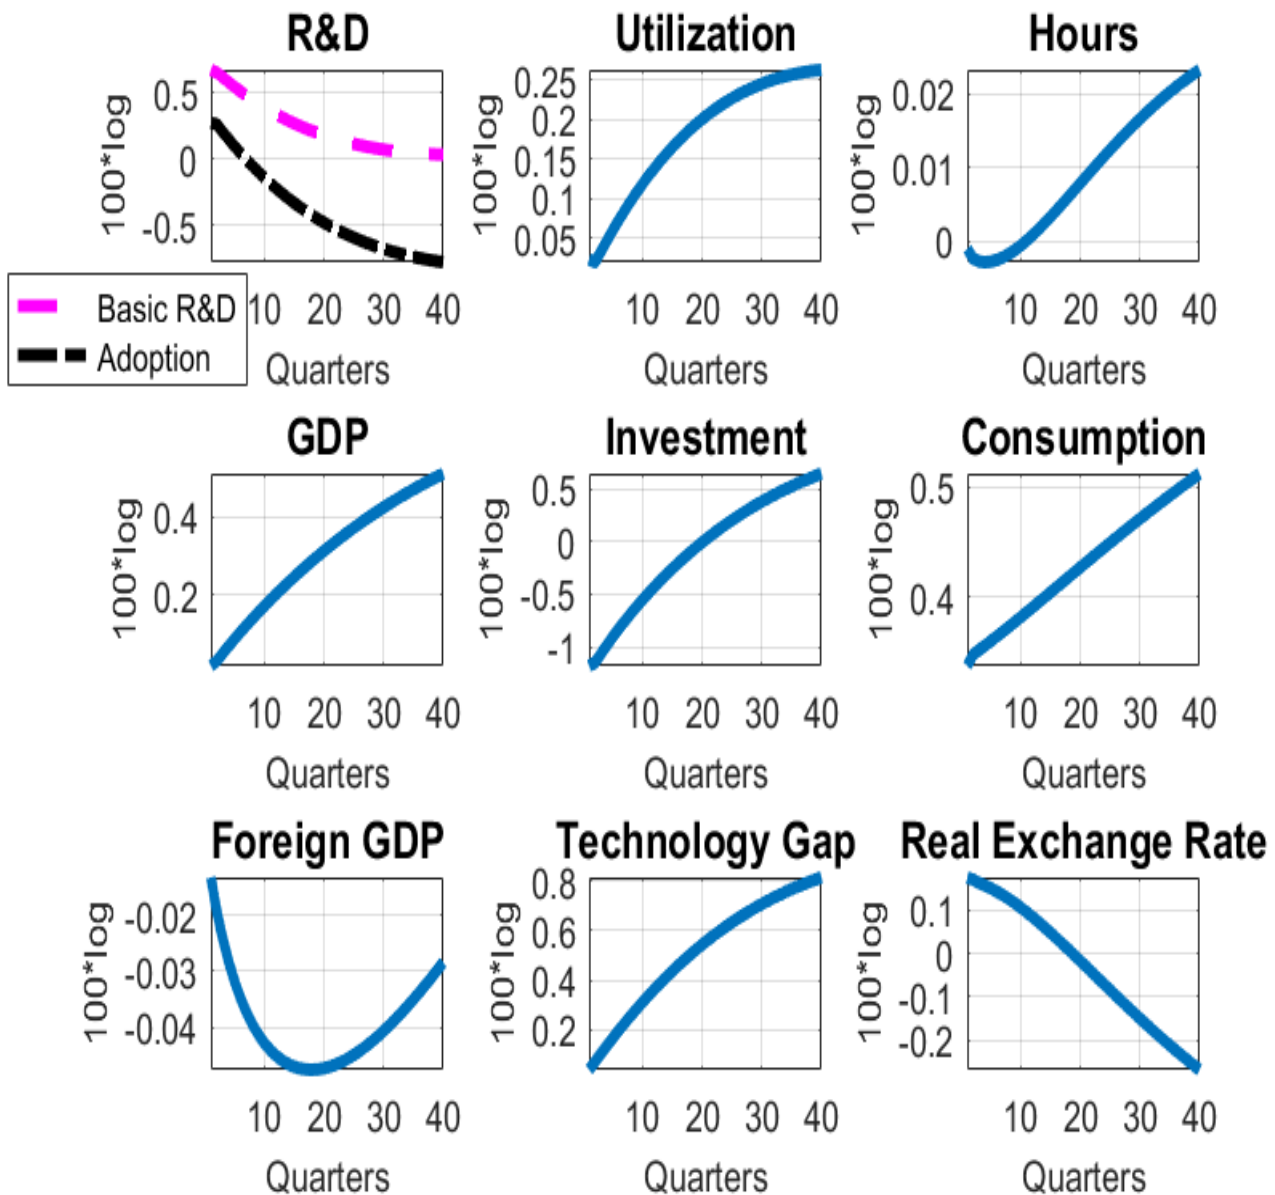 R&D
100*log
0.5
0
-0.5
10 20 30 40
Quarters
Basic R&D
Adoption
Utilization
100*log
0.25
0.2
0.15
0.1
0.05
10 20 30 40
Quarters
Hours
100*log
0.02
0.01
0
10 20 30 40
Quarters
GDP
100*log
0.4
0.2
10 20 30 40
Quarters
Investment
100*log
0.5
0
-0.5
-1
10 20 30 40
Quarters
Consumption
100*log
0.5
0.4
10 20 30 40
Quarters
Foreign GDP
100*log
-0.02
-0.03
-0.04
10 20 30 40
Quarters
Technology Gap
100*log
0.8
0.6
0.4
0.2
10 20 30 40
Quarters
Real Exchange Rate
100*log
0.1
0
-0.1
-0.2
10 20 30 40
Quarters